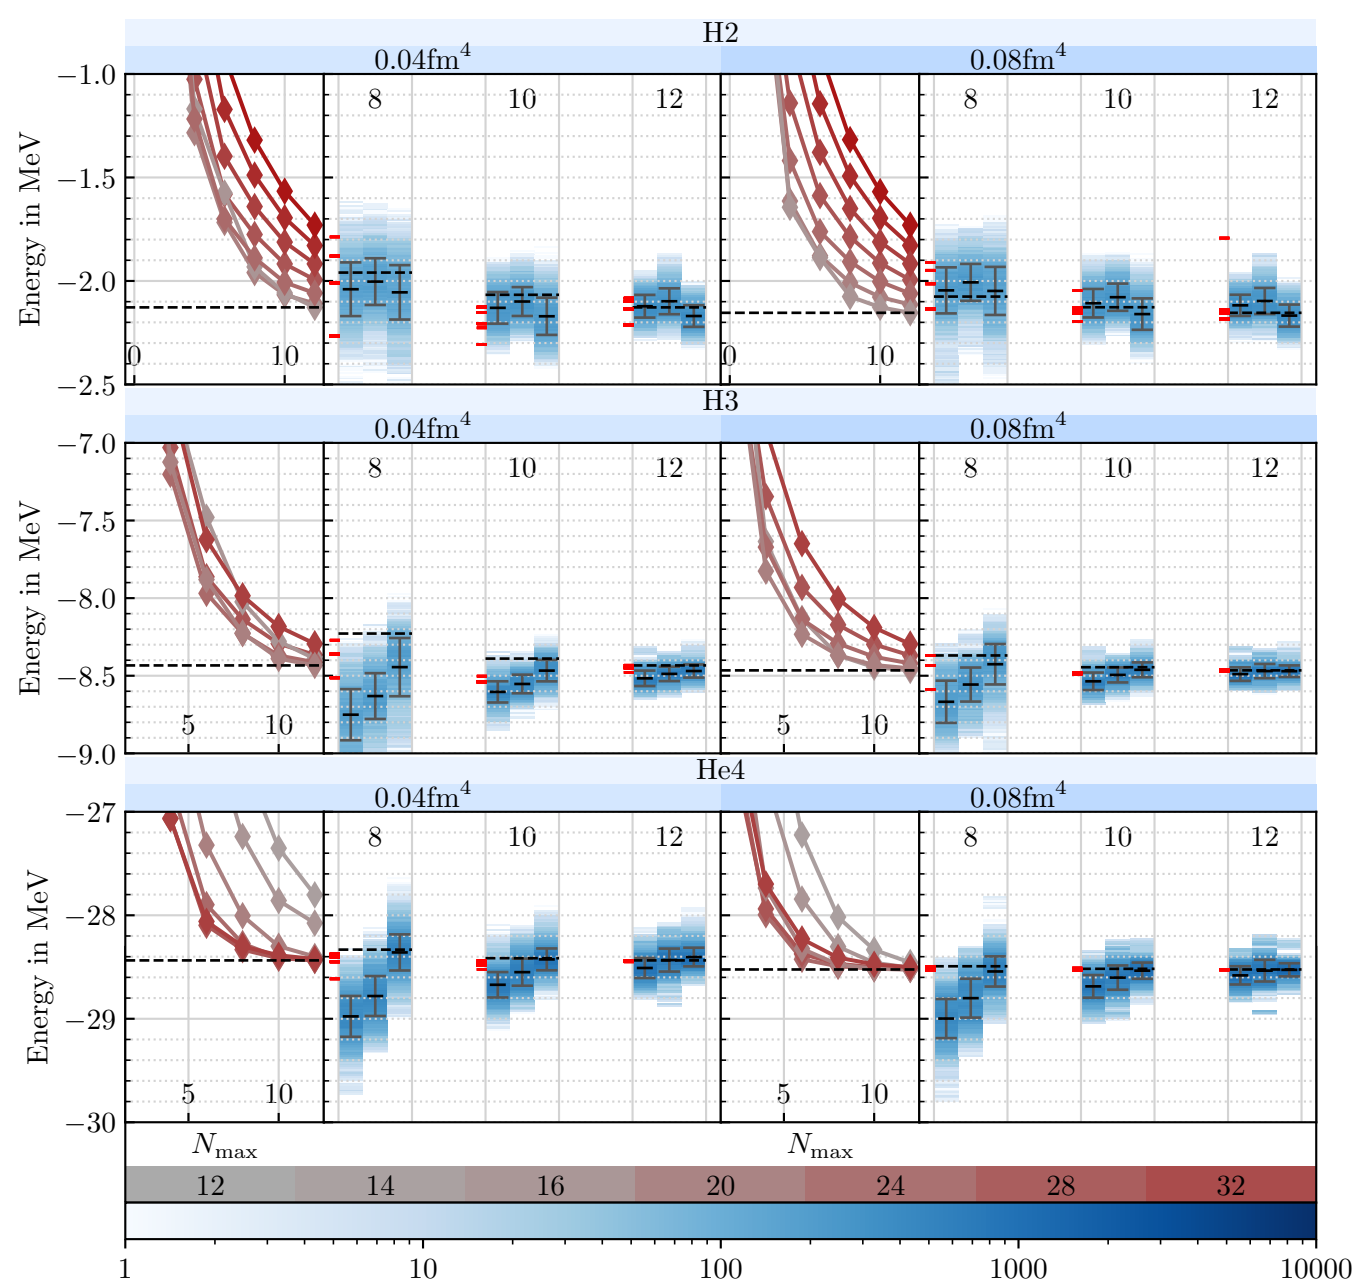 H2
0.04fm⁴ 0.08fm⁴
−1.0 8 10 12 8 10 12
−1.5
Energy in MeV
−2.0
0 10 0 10
−2.5
H3
0.04fm⁴ 0.08fm⁴
−7.0 8 10 12 8 10 12
−7.5
Energy in MeV
−8.0
−8.5
5 10 5 10
−9.0
He4
0.04fm⁴ 0.08fm⁴
−27 8 10 12 8 10 12
−28
Energy in MeV
−29
5 10 5 10
−30
Nmax Nmax
12 14 16 20 24 28 32
1 10 100 1000 10000